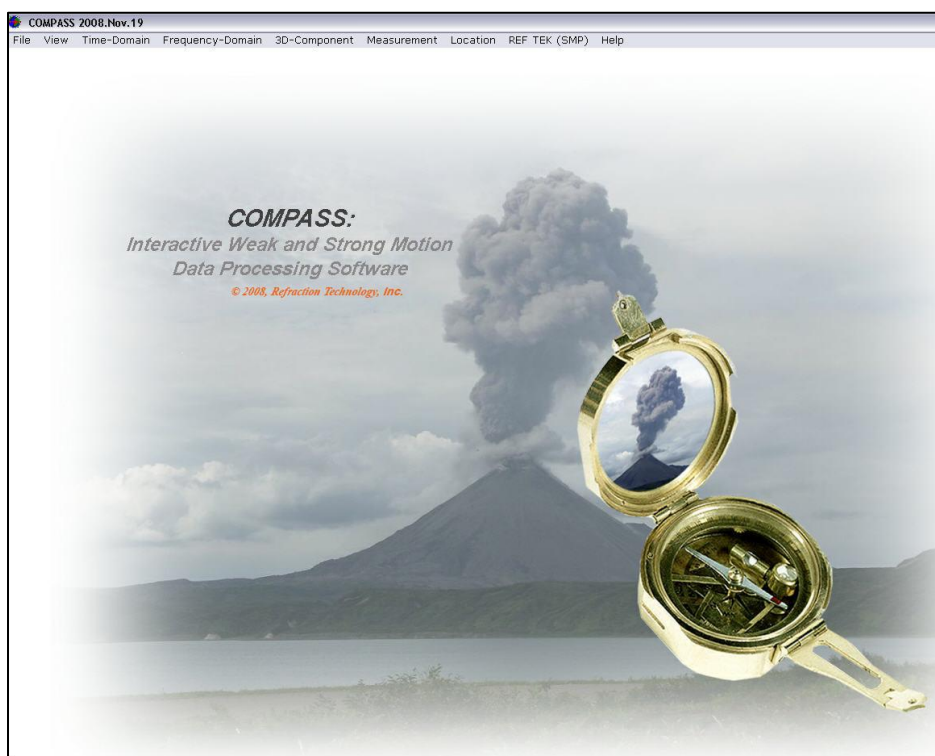 COMPASS 2008.Nov.19
File View Time-Domain Frequency-Domain 3D-Component Measurement Location REF TEK (SMP) Help
COMPASS:
Interactive Weak and Strong Motion
Data Processing Software
© 2008, Refraction Technology, Inc.